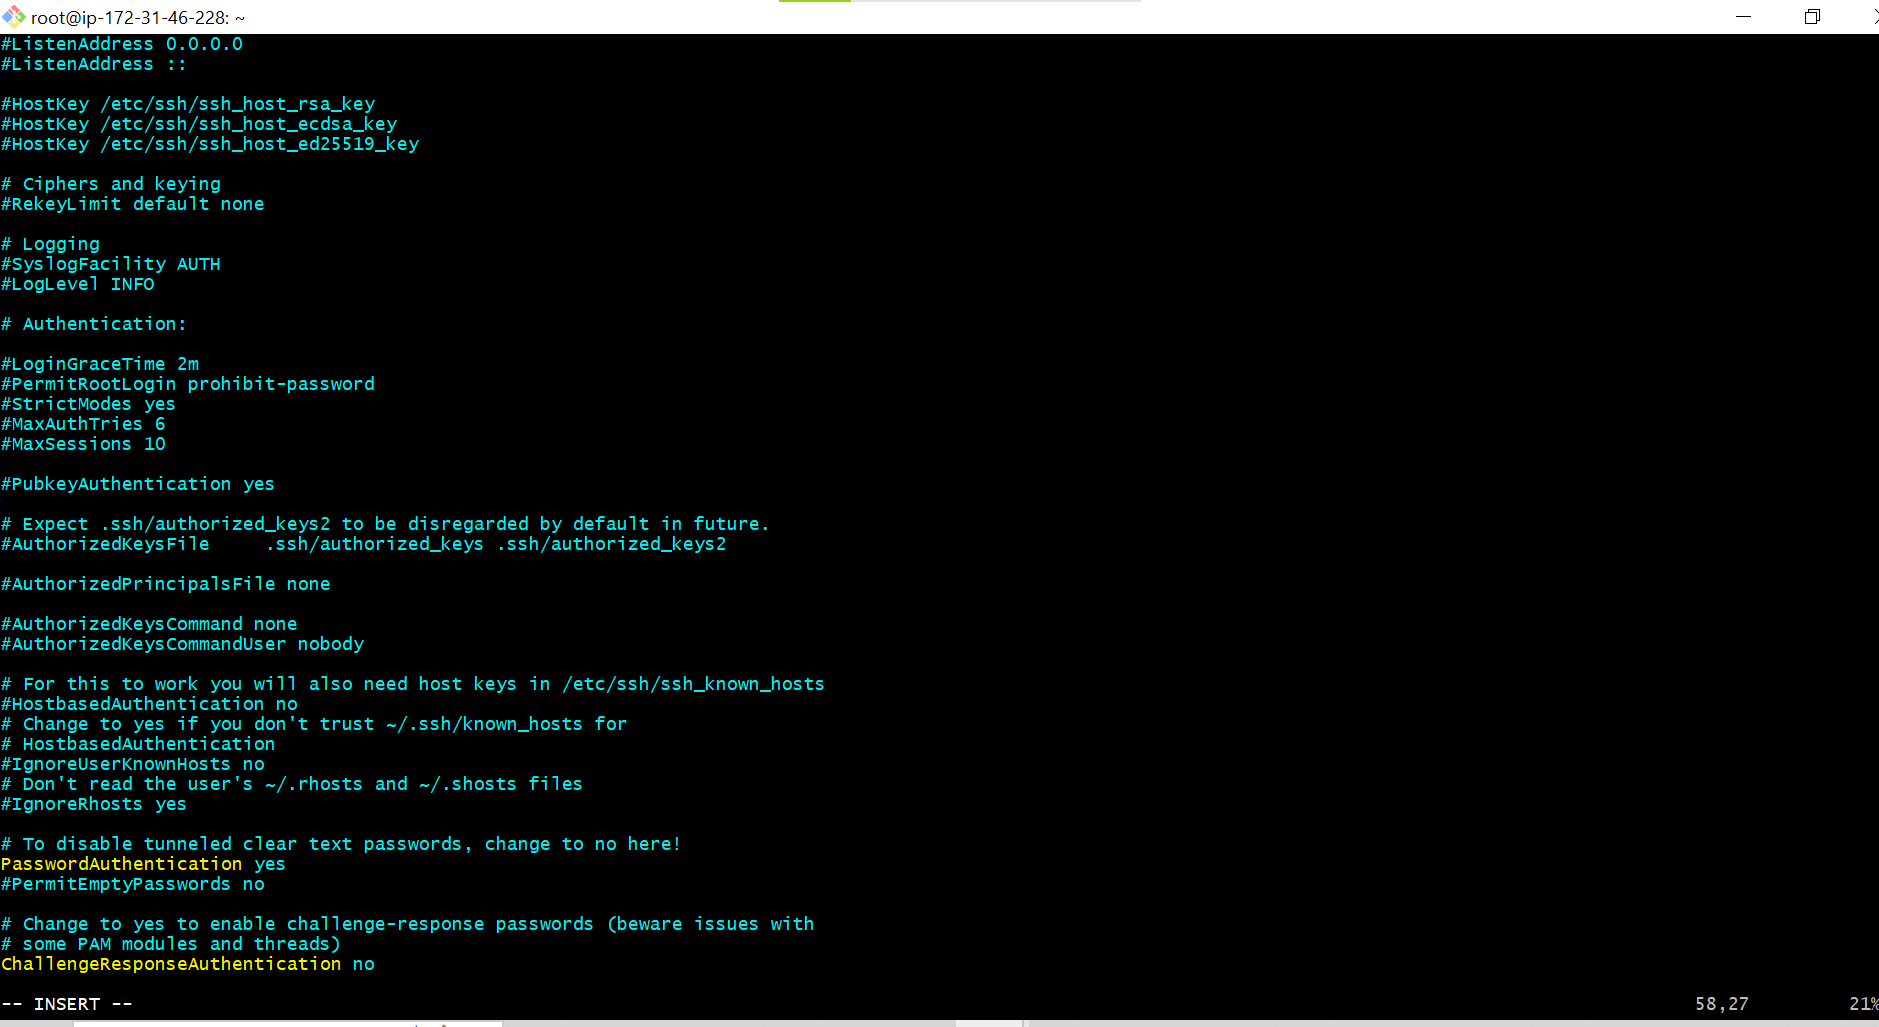 root@ip-172-31-46-228: ~
#ListenAddress 0.0.0.0
#ListenAddress ::
#HostKey /etc/ssh/ssh_host_rsa_key
#HostKey /etc/ssh/ssh_host_ecdsa_key
#HostKey /etc/ssh/ssh_host_ed25519_key
# Ciphers and keying
#RekeyLimit default none
# Logging
#SyslogFacility AUTH
#LogLevel INFO
# Authentication:
#LoginGraceTime 2m
#PermitRootLogin prohibit-password
#StrictModes yes
#MaxAuthTries 6
#MaxSessions 10
#PubkeyAuthentication yes
# Expect .ssh/authorized_keys2 to be disregarded by default in future.
#AuthorizedKeysFile     .ssh/authorized_keys .ssh/authorized_keys2
#AuthorizedPrincipalsFile none
#AuthorizedKeysCommand none
#AuthorizedKeysCommandUser nobody
# For this to work you will also need host keys in /etc/ssh/ssh_known_hosts
#HostbasedAuthentication no
# Change to yes if you don't trust ~/.ssh/known_hosts for
# HostbasedAuthentication
#IgnoreUserKnownHosts no
# Don't read the user's ~/.rhosts and ~/.shosts files
#IgnoreRhosts yes
# To disable tunneled clear text passwords, change to no here!
PasswordAuthentication yes
#PermitEmptyPasswords no
# Change to yes to enable challenge-response passwords (beware issues with
# some PAM modules and threads)
ChallengeResponseAuthentication no
-- INSERT -- 58,27 21%